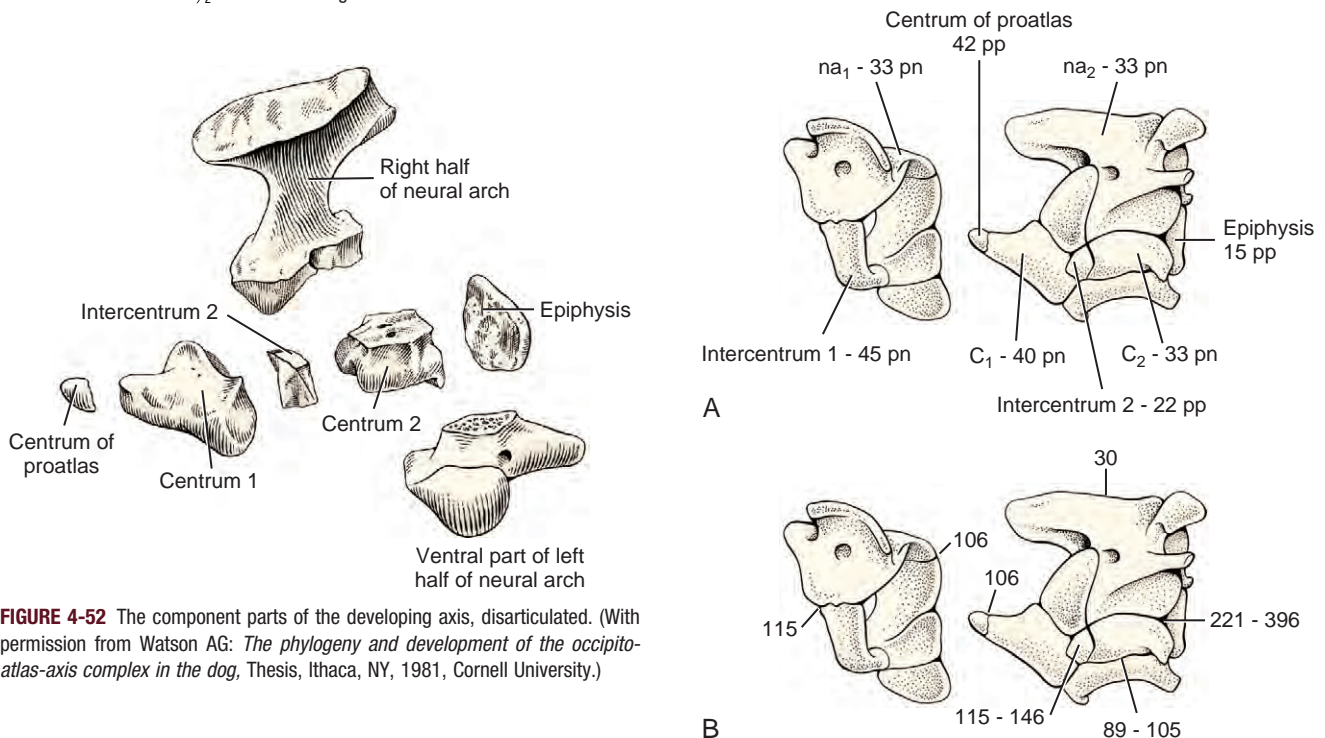 Right half
of neural arch
Intercentrum 2
Epiphysis
Centrum 2
Centrum of
proatlas
Centrum 1
Ventral part of left
half of neural arch
FIGURE 4-52 The component parts of the developing axis, disarticulated. (With
permission from Watson AG: The phylogeny and development of the occipito-
atlas-axis complex in the dog, Thesis, Ithaca, NY, 1981, Cornell University.)
Centrum of proatlas
42 pp
na₁ - 33 pn
na₂ - 33 pn
Epiphysis
15 pp
Intercentrum 1 - 45 pn
C₁ - 40 pn
C₂ - 33 pn
A
Intercentrum 2 - 22 pp
30
106
106
115
221 - 396
115 - 146
89 - 105
B